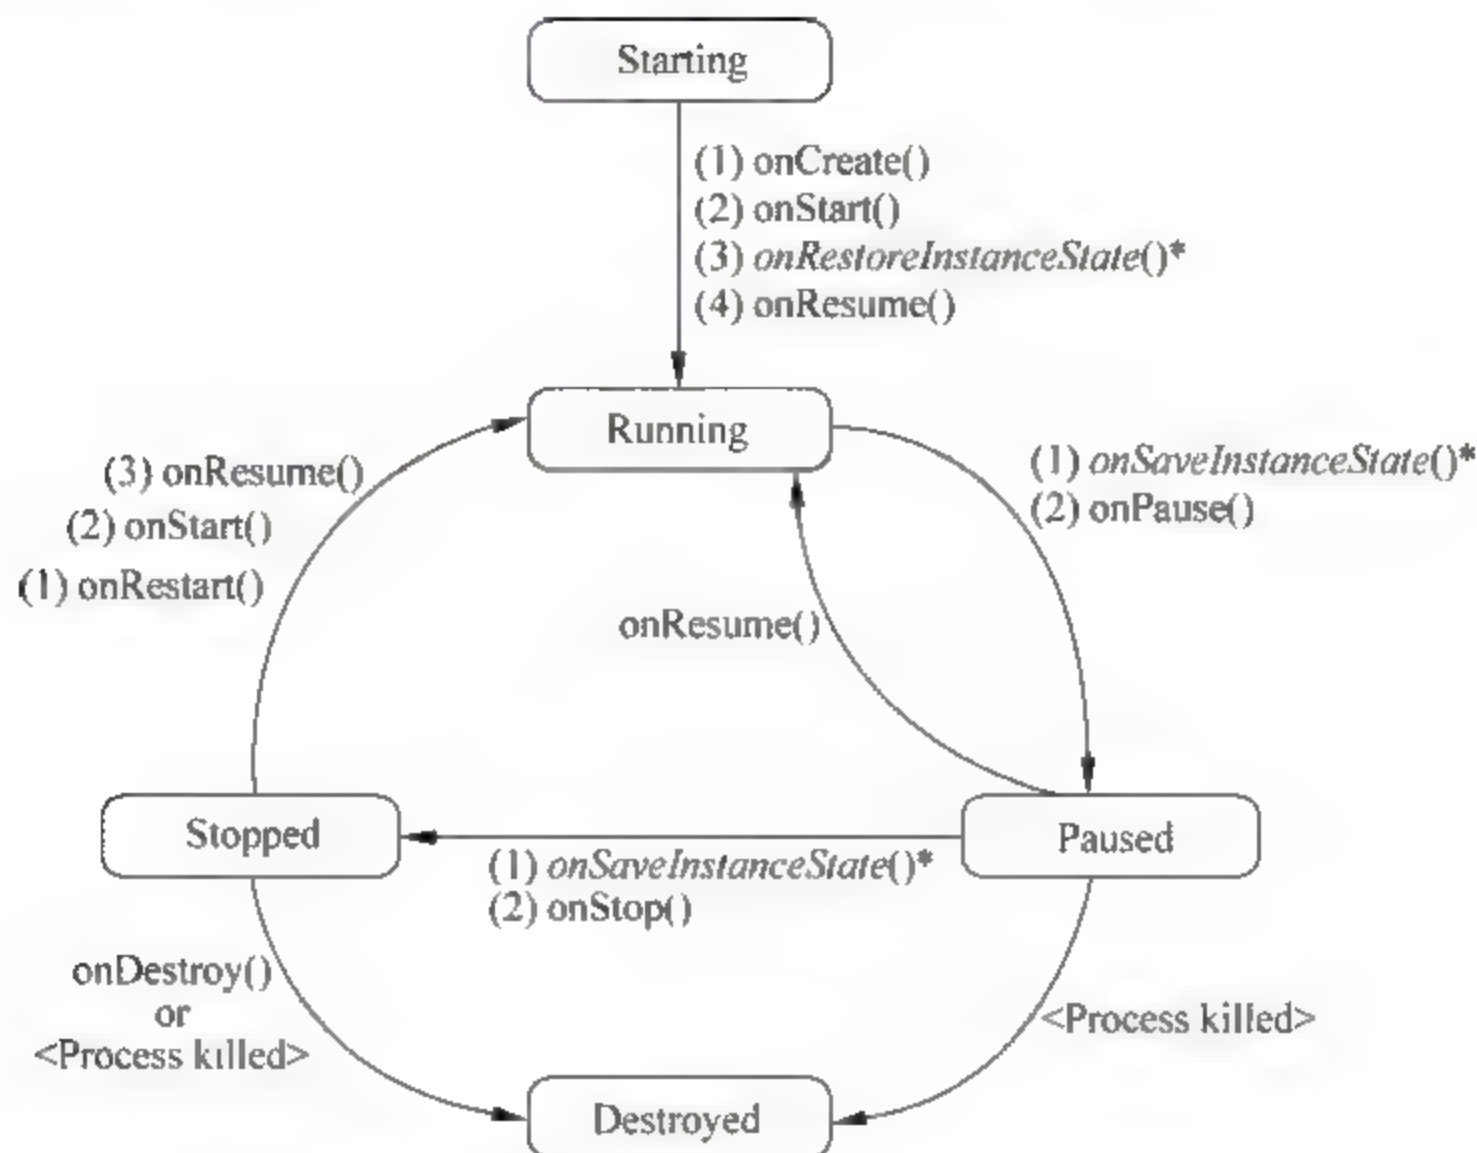 Starting
(1) onCreate()
(2) onStart()
(3) onRestoreInstanceState()*
(4) onResume()
Running
(3) onResume()
(2) onStart()
(1) onRestart()
(1) onSaveInstanceState()*
(2) onPause()
onResume()
Stopped
Paused
(1) onSaveInstanceState()*
(2) onStop()
onDestroy()
or
<Process killed>
<Process killed>
Destroyed